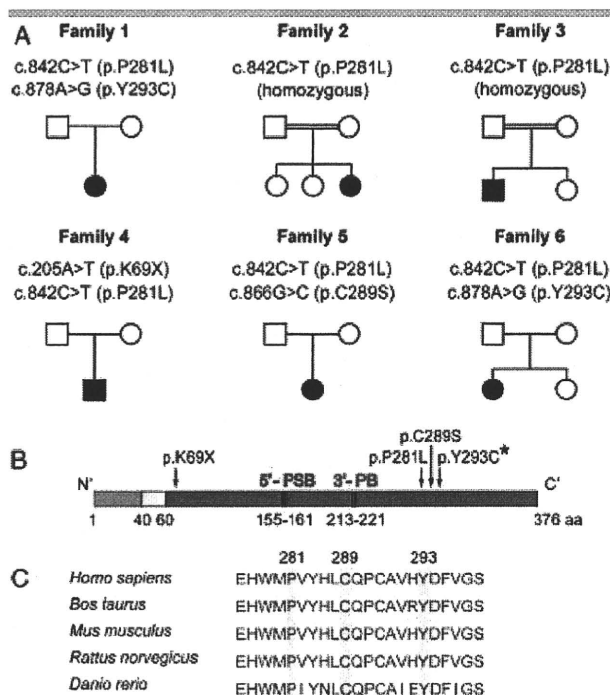 A
Family 1 Family 2 Family 3
c.842C>T (p.P281L) c.842C>T (p.P281L) c.842C>T (p.P281L)
c.878A>G (p.Y293C) (homozygous) (homozygous)
Family 4 Family 5 Family 6
c.205A>T (p.K69X) c.842C>T (p.P281L) c.842C>T (p.P281L)
c.842C>T (p.P281L) c.866G>C (p.C289S) c.878A>G (p.Y293C)
B
p.C289S
p.K69X p.P281L p.Y293C*
N' 5'-PSB 3'-PB C'
1 40 60 155-161 213-221 376 aa
C
281 289 293
Homo sapiens EHWMPVYHLCQPCAVHYDFVGS
Bos taurus EHWMPVYHLCQPCAVRYDFVGS
Mus musculus EHWMPVYHLCQPCAVHYDFVGS
Rattus norvegicus EHWMPVYHLCQPCAVHYDFVGS
Danio rerio EHWMPIYNLCQPCAIEYDFIGS